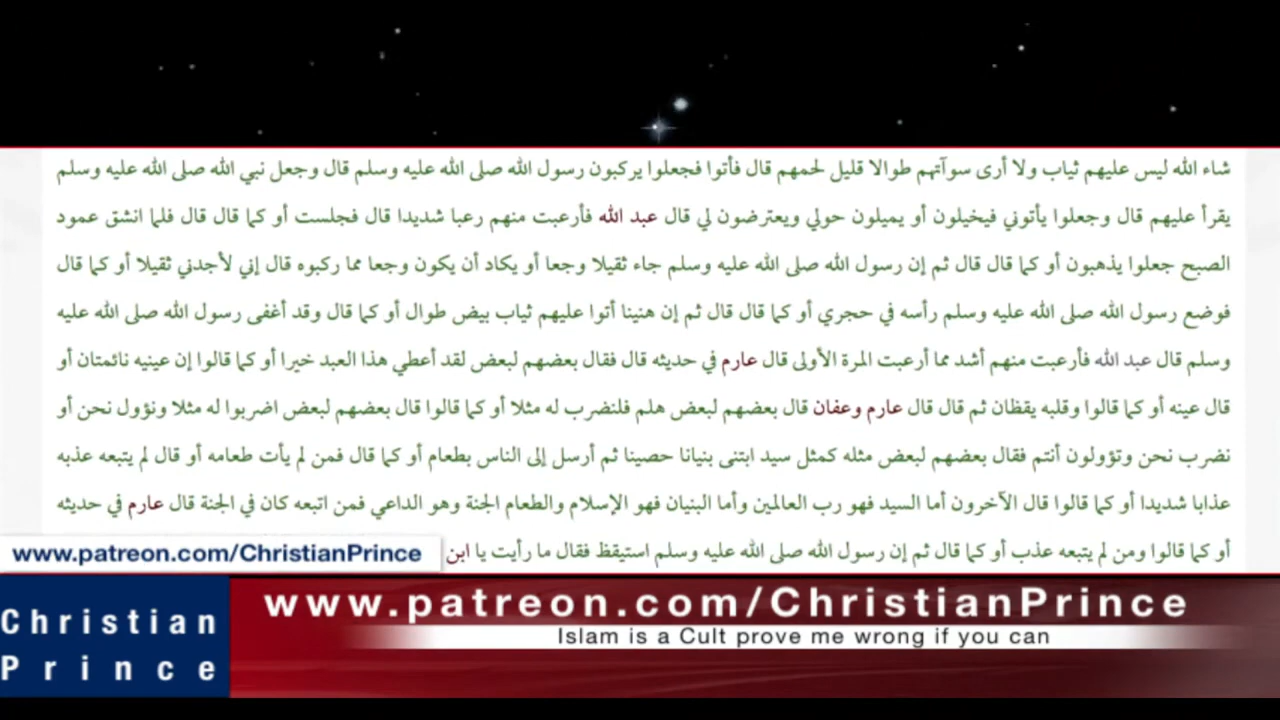 شاء الله ليس عليهم ثياب ولا أرى سوآتهم طوالا قليل لحمهم قال فأتوا فجعلوا يركبون رسول الله صلى الله عليه وسلم قال وجعل نبي الله صلى الله عليه وسلم
يقرأ عليهم قال وجعلوا يأتوني فيخيلون أو يميلون حولي ويعترضون لي قال عبد الله فأرعبت منهم رعبا شديدا قال فجلست أو كما قال قال فلما انشق عمود
الصبح جعلوا يذهبون أو كما قال قال ثم إن رسول الله صلى الله عليه وسلم جاء ثقيلا وجعا أو يكاد أن يكون وجعا مما ركبوه قال إني لأجدني ثقيلا أو كما قال
فوضع رسول الله صلى الله عليه وسلم رأسه في حجري أو كما قال قال ثم إن هنينا أتوا عليهم ثياب بيض طوال أو كما قال وقد أغفى رسول الله صلى الله عليه
وسلم قال عبد الله فأرعبت منهم أشد مما أرعبت المرة الأولى قال عارم في حديثه قال فقال بعضهم لبعض لقد أعطي هذا العبد خيرا أو كما قالوا إن عينيه نائمتان أو
قال عينه أو كما قالوا وقلبه يقظان ثم قال قال عارم وعفان قال بعضهم لبعض هلم فلنضرب له مثلا أو كما قالوا قال بعضهم لبعض اضربوا له مثلا ونؤول نحن أو
نضرب نحن وتؤولون أنتم فقال بعضهم لبعض مثله كمثل سيد ابتنى بنيانا حصينا ثم أرسل إلى الناس بطعام أو كما قال فمن لم يأت طعامه أو قال لم يتبعه عذبه
عذابا شديدا أو كما قالوا قال الآخرون أما السيد فهو رب العالمين وأما البنيان فهو الإسلام والطعام الجنة وهو الداعي فمن اتبعه كان في الجنة قال عارم في حديثه
أو كما قالوا ومن لم يتبعه عذب أو كما قال ثم إن رسول الله صلى الله عليه وسلم استيقظ فقال ما رأيت يا ابن
www.patreon.com/ChristianPrince
www.patreon.com/ChristianPrince
Islam is a Cult prove me wrong if you can
Christian
Prince